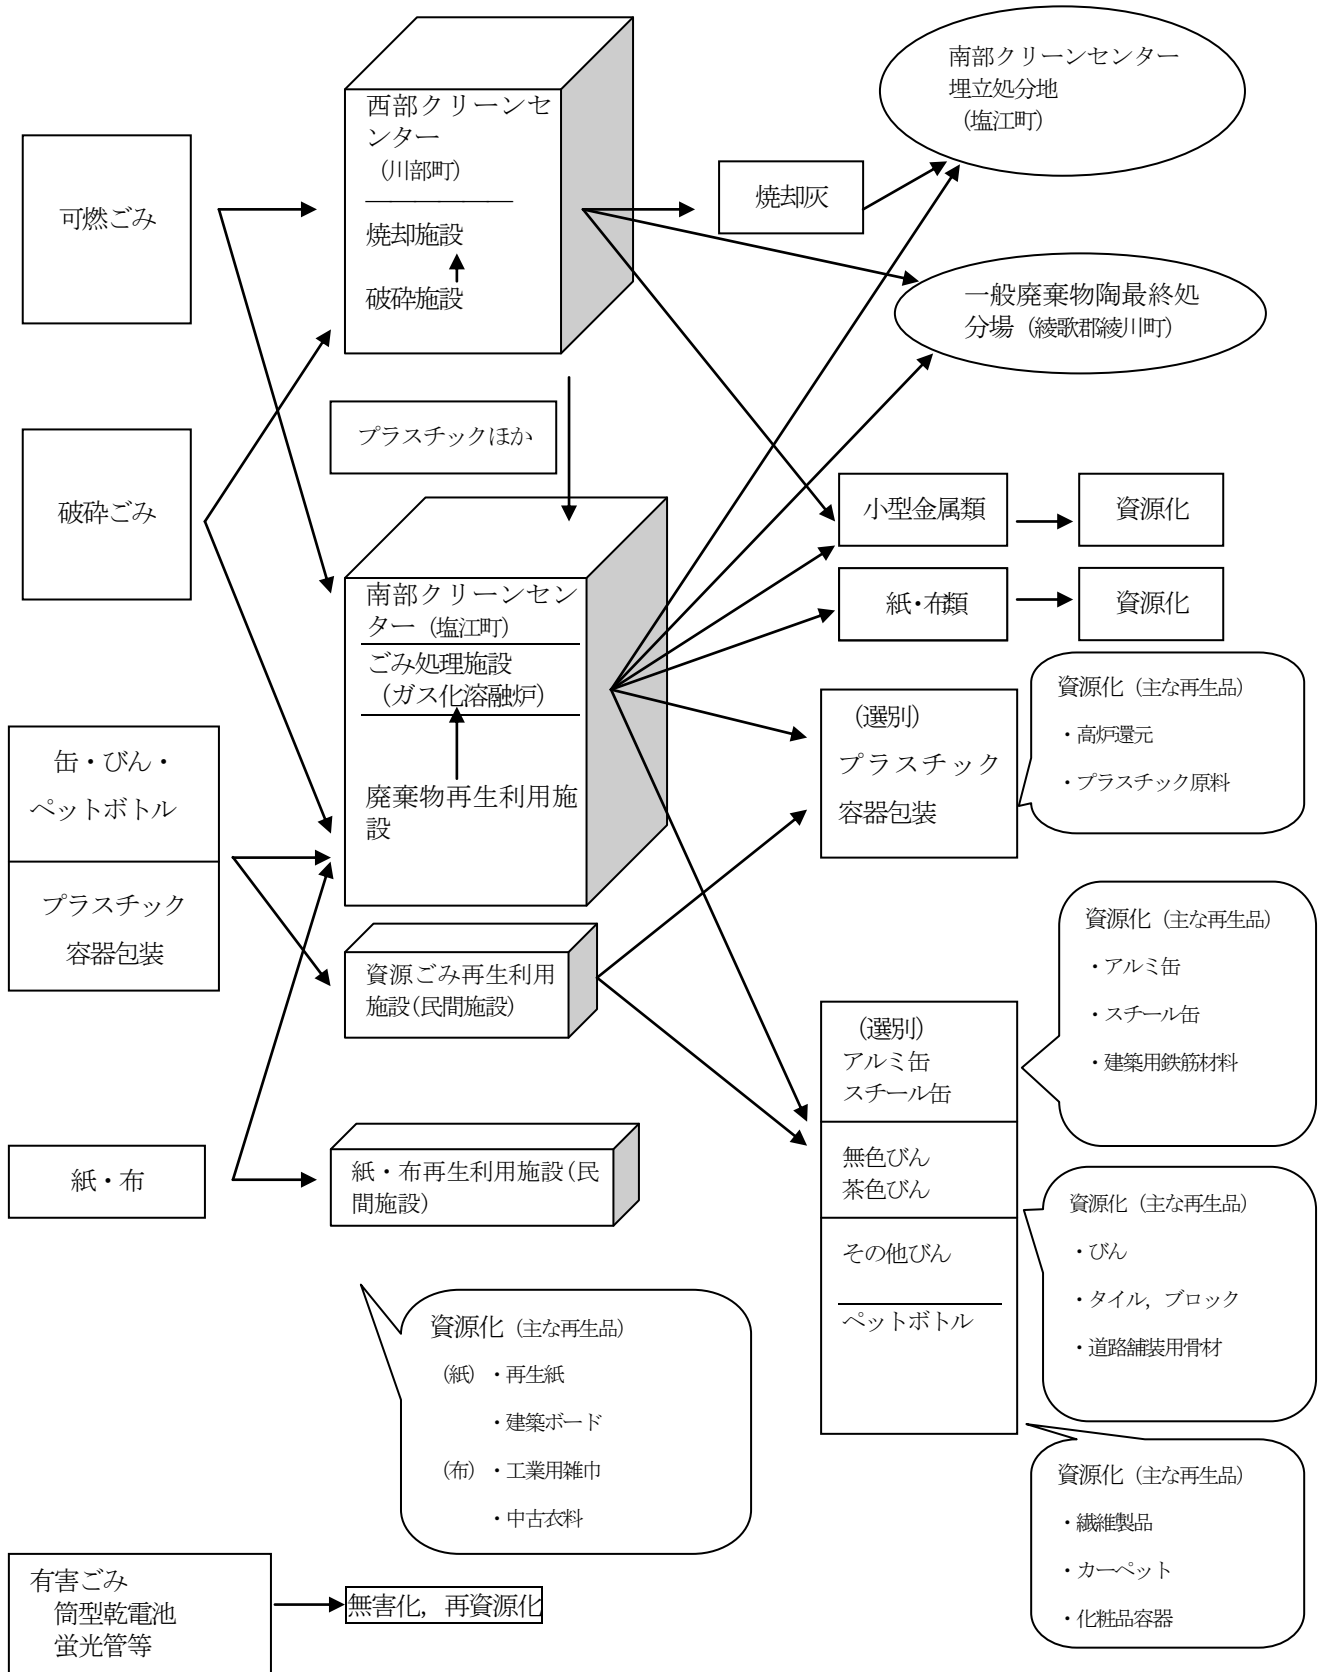 可燃ごみ
破砕ごみ
缶・びん・
ペットボトル
プラスチック
容器包装
紙・布
有害ごみ
筒型乾電池
蛍光管等
西部クリーンセ
ンター
（川部町）
焼却施設
破砕施設
プラスチックほか
南部クリーンセン
ター（塩江町）
ごみ処理施設
（ガス化溶融炉）
廃棄物再生利用施
設
資源ごみ再生利用
施設(民間施設)
紙・布再生利用施設(民
間施設)
資源化（主な再生品）
（紙）・再生紙
・建築ボード
（布）・工業用雑巾
・中古衣料
無害化，再資源化
焼却灰
南部クリーンセンター
埋立処分地
（塩江町）
一般廃棄物陶最終処
分場（綾歌郡綾川町）
小型金属類
資源化
紙・布類
資源化
（選別）
プラスチック
容器包装
資源化（主な再生品）
・高炉還元
・プラスチック原料
（選別）
アルミ缶
スチール缶
無色びん
茶色びん
その他びん
ペットボトル
資源化（主な再生品）
・アルミ缶
・スチール缶
・建築用鉄筋材料
資源化（主な再生品）
・びん
・タイル，ブロック
・道路舗装用骨材
資源化（主な再生品）
・繊維製品
・カーペット
・化粧品容器